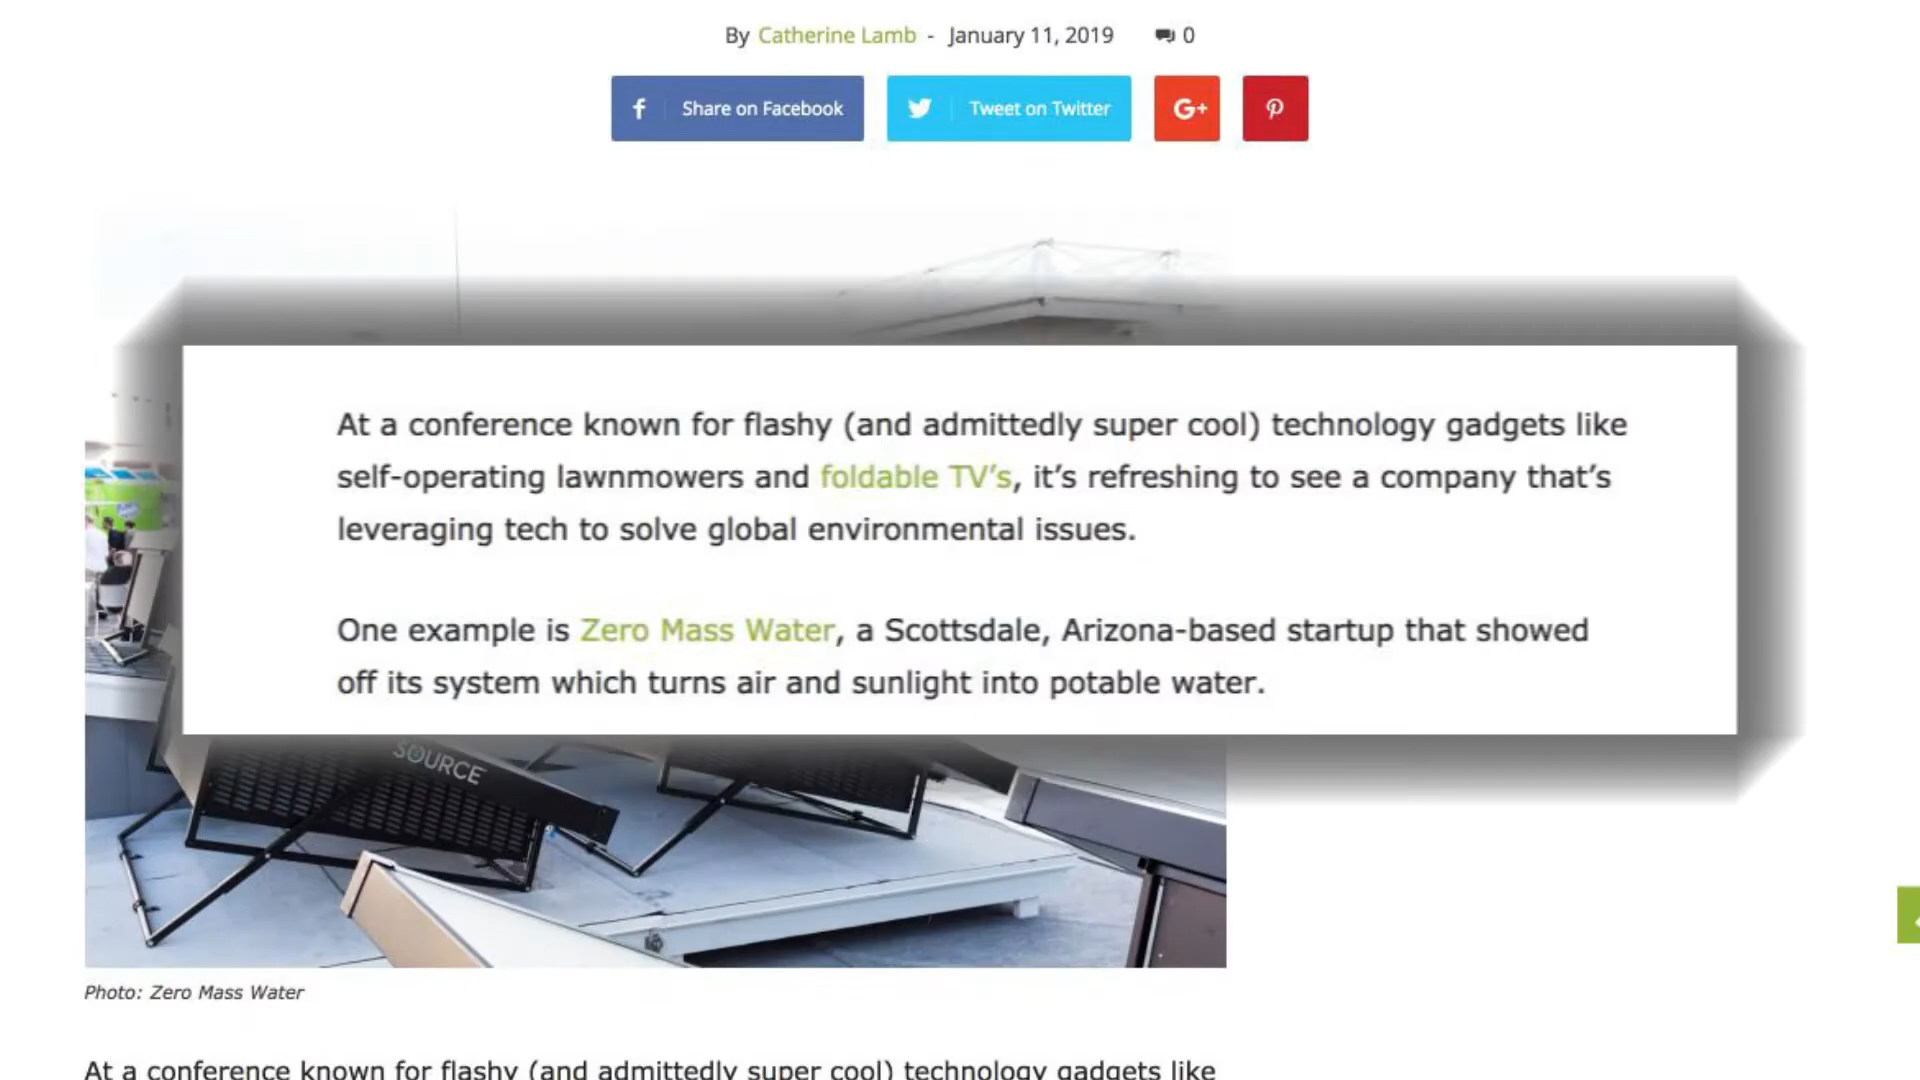 By Catherine Lamb - January 11, 2019 0
Share on Facebook
Tweet on Twitter
G+
At a conference known for flashy (and admittedly super cool) technology gadgets like
self-operating lawnmowers and foldable TV’s, it’s refreshing to see a company that’s
leveraging tech to solve global environmental issues.
One example is Zero Mass Water, a Scottsdale, Arizona-based startup that showed
off its system which turns air and sunlight into potable water.
SOURCE
Photo: Zero Mass Water
At a conference known for flashy (and admittedly super cool) technology gadgets like